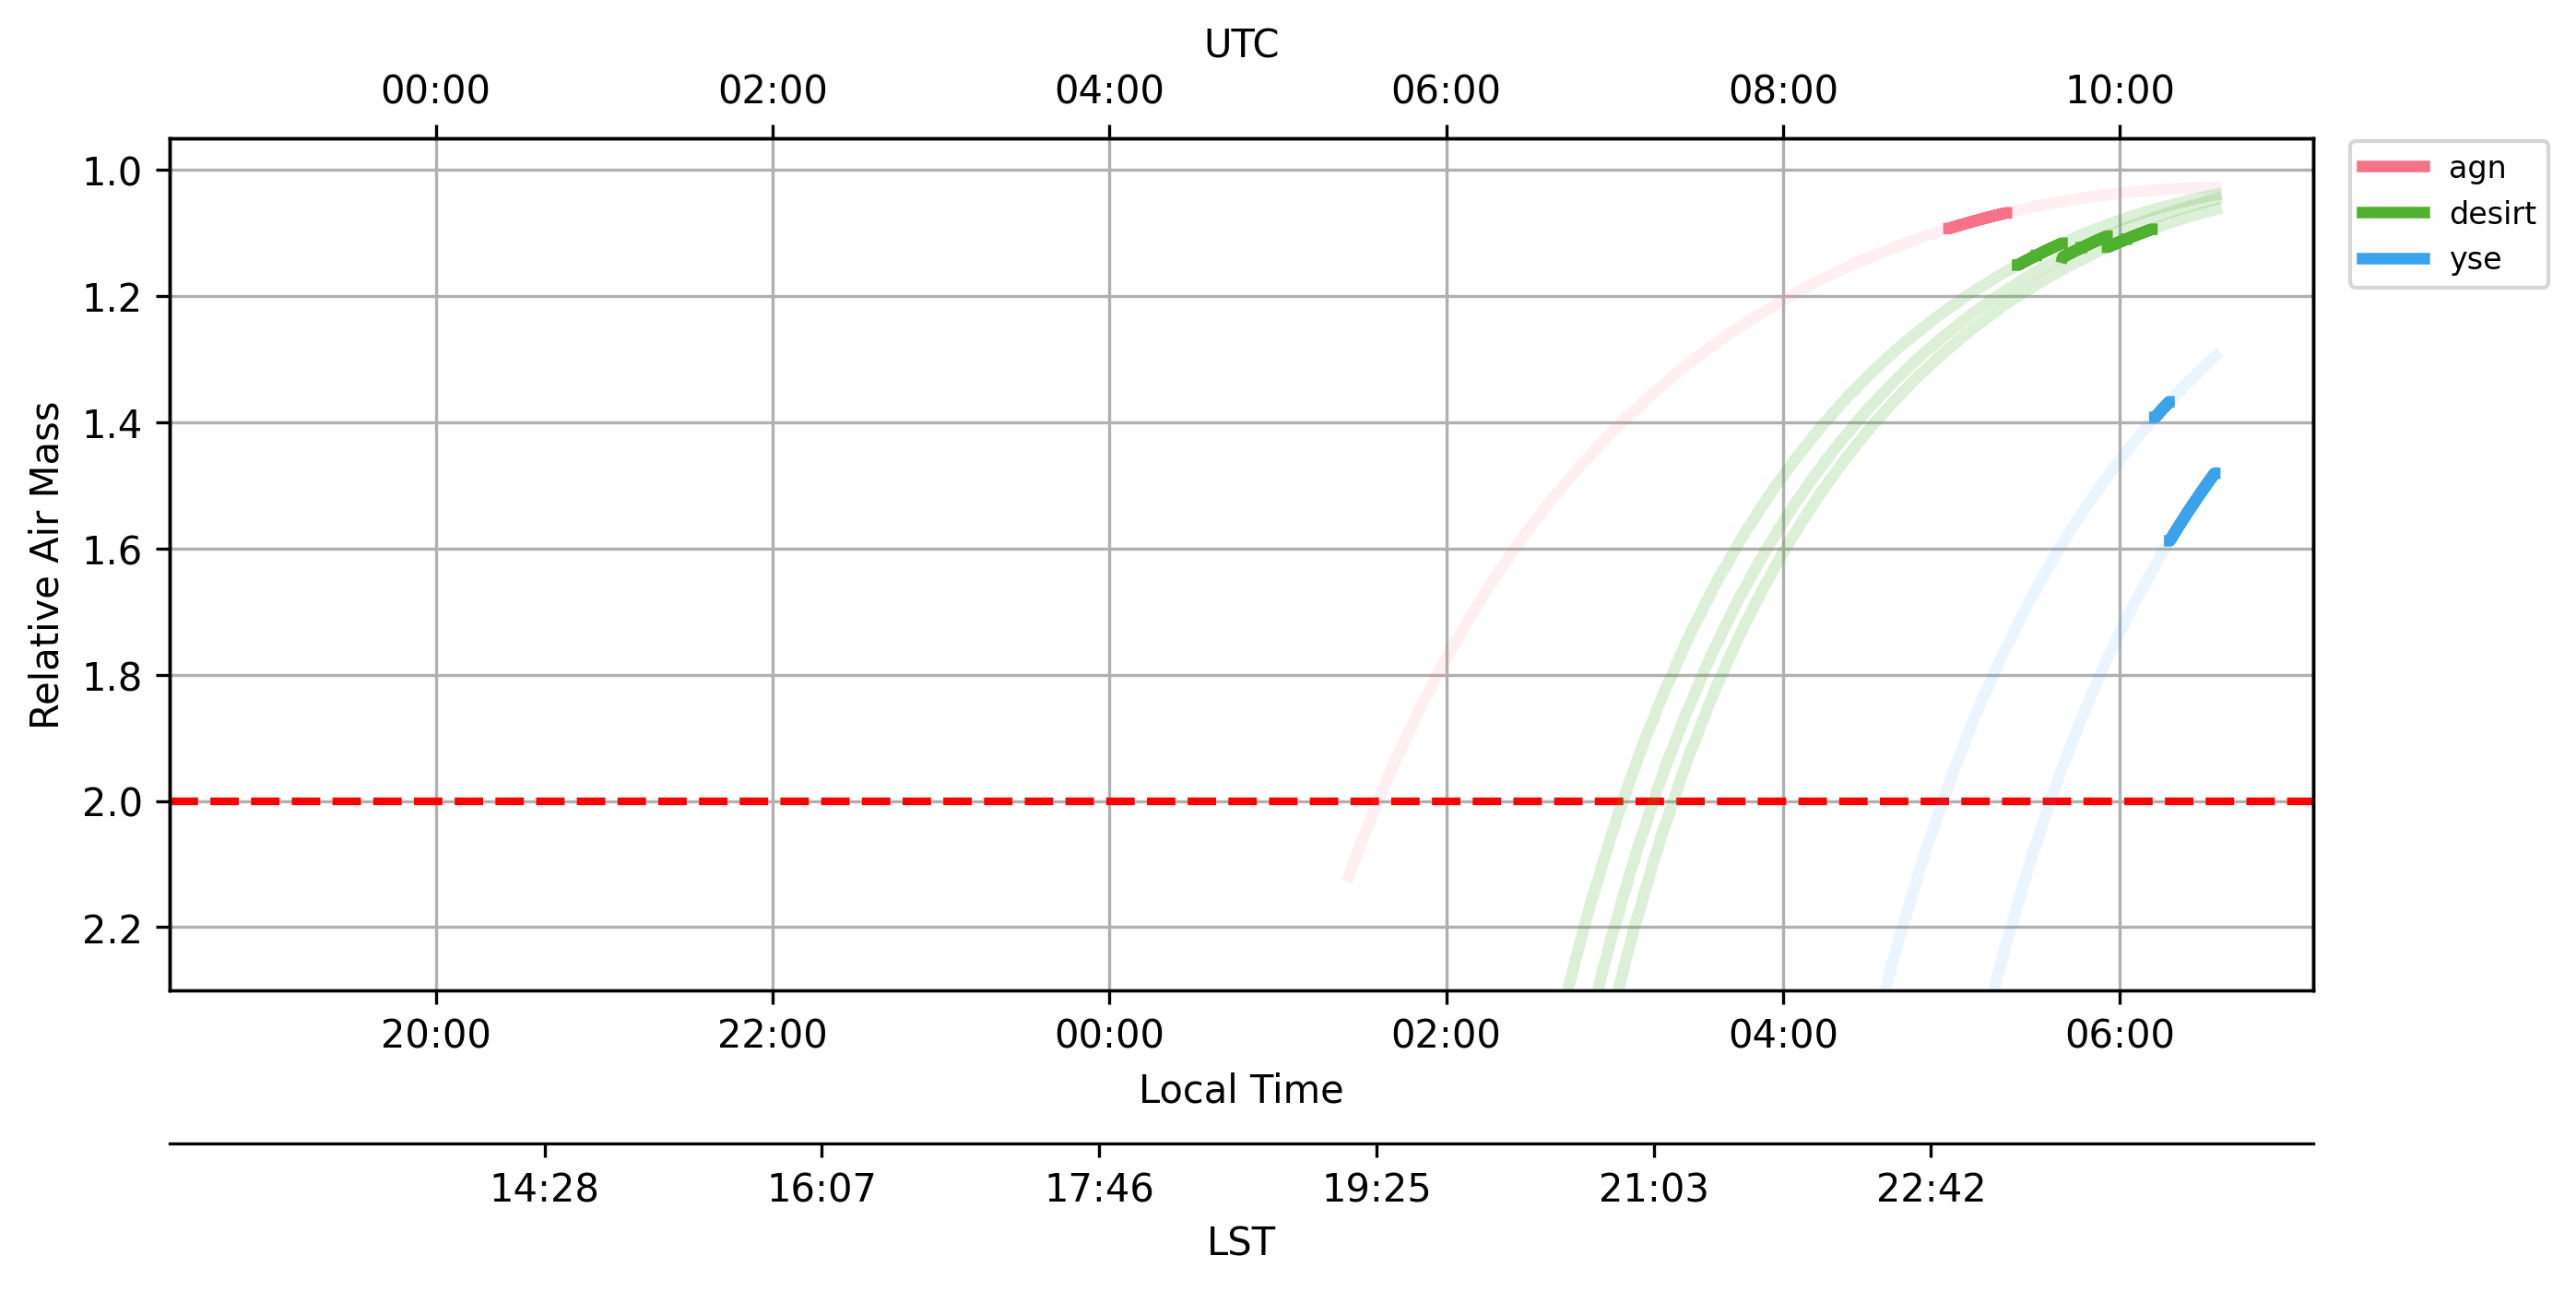 UTC
00:00 02:00 04:00 06:00 08:00 10:00
agn
desirt
yse
Relative Air Mass
1.0
1.2
1.4
1.6
1.8
2.0
2.2
20:00 22:00 00:00 02:00 04:00 06:00
Local Time
14:28 16:07 17:46 19:25 21:03 22:42
LST